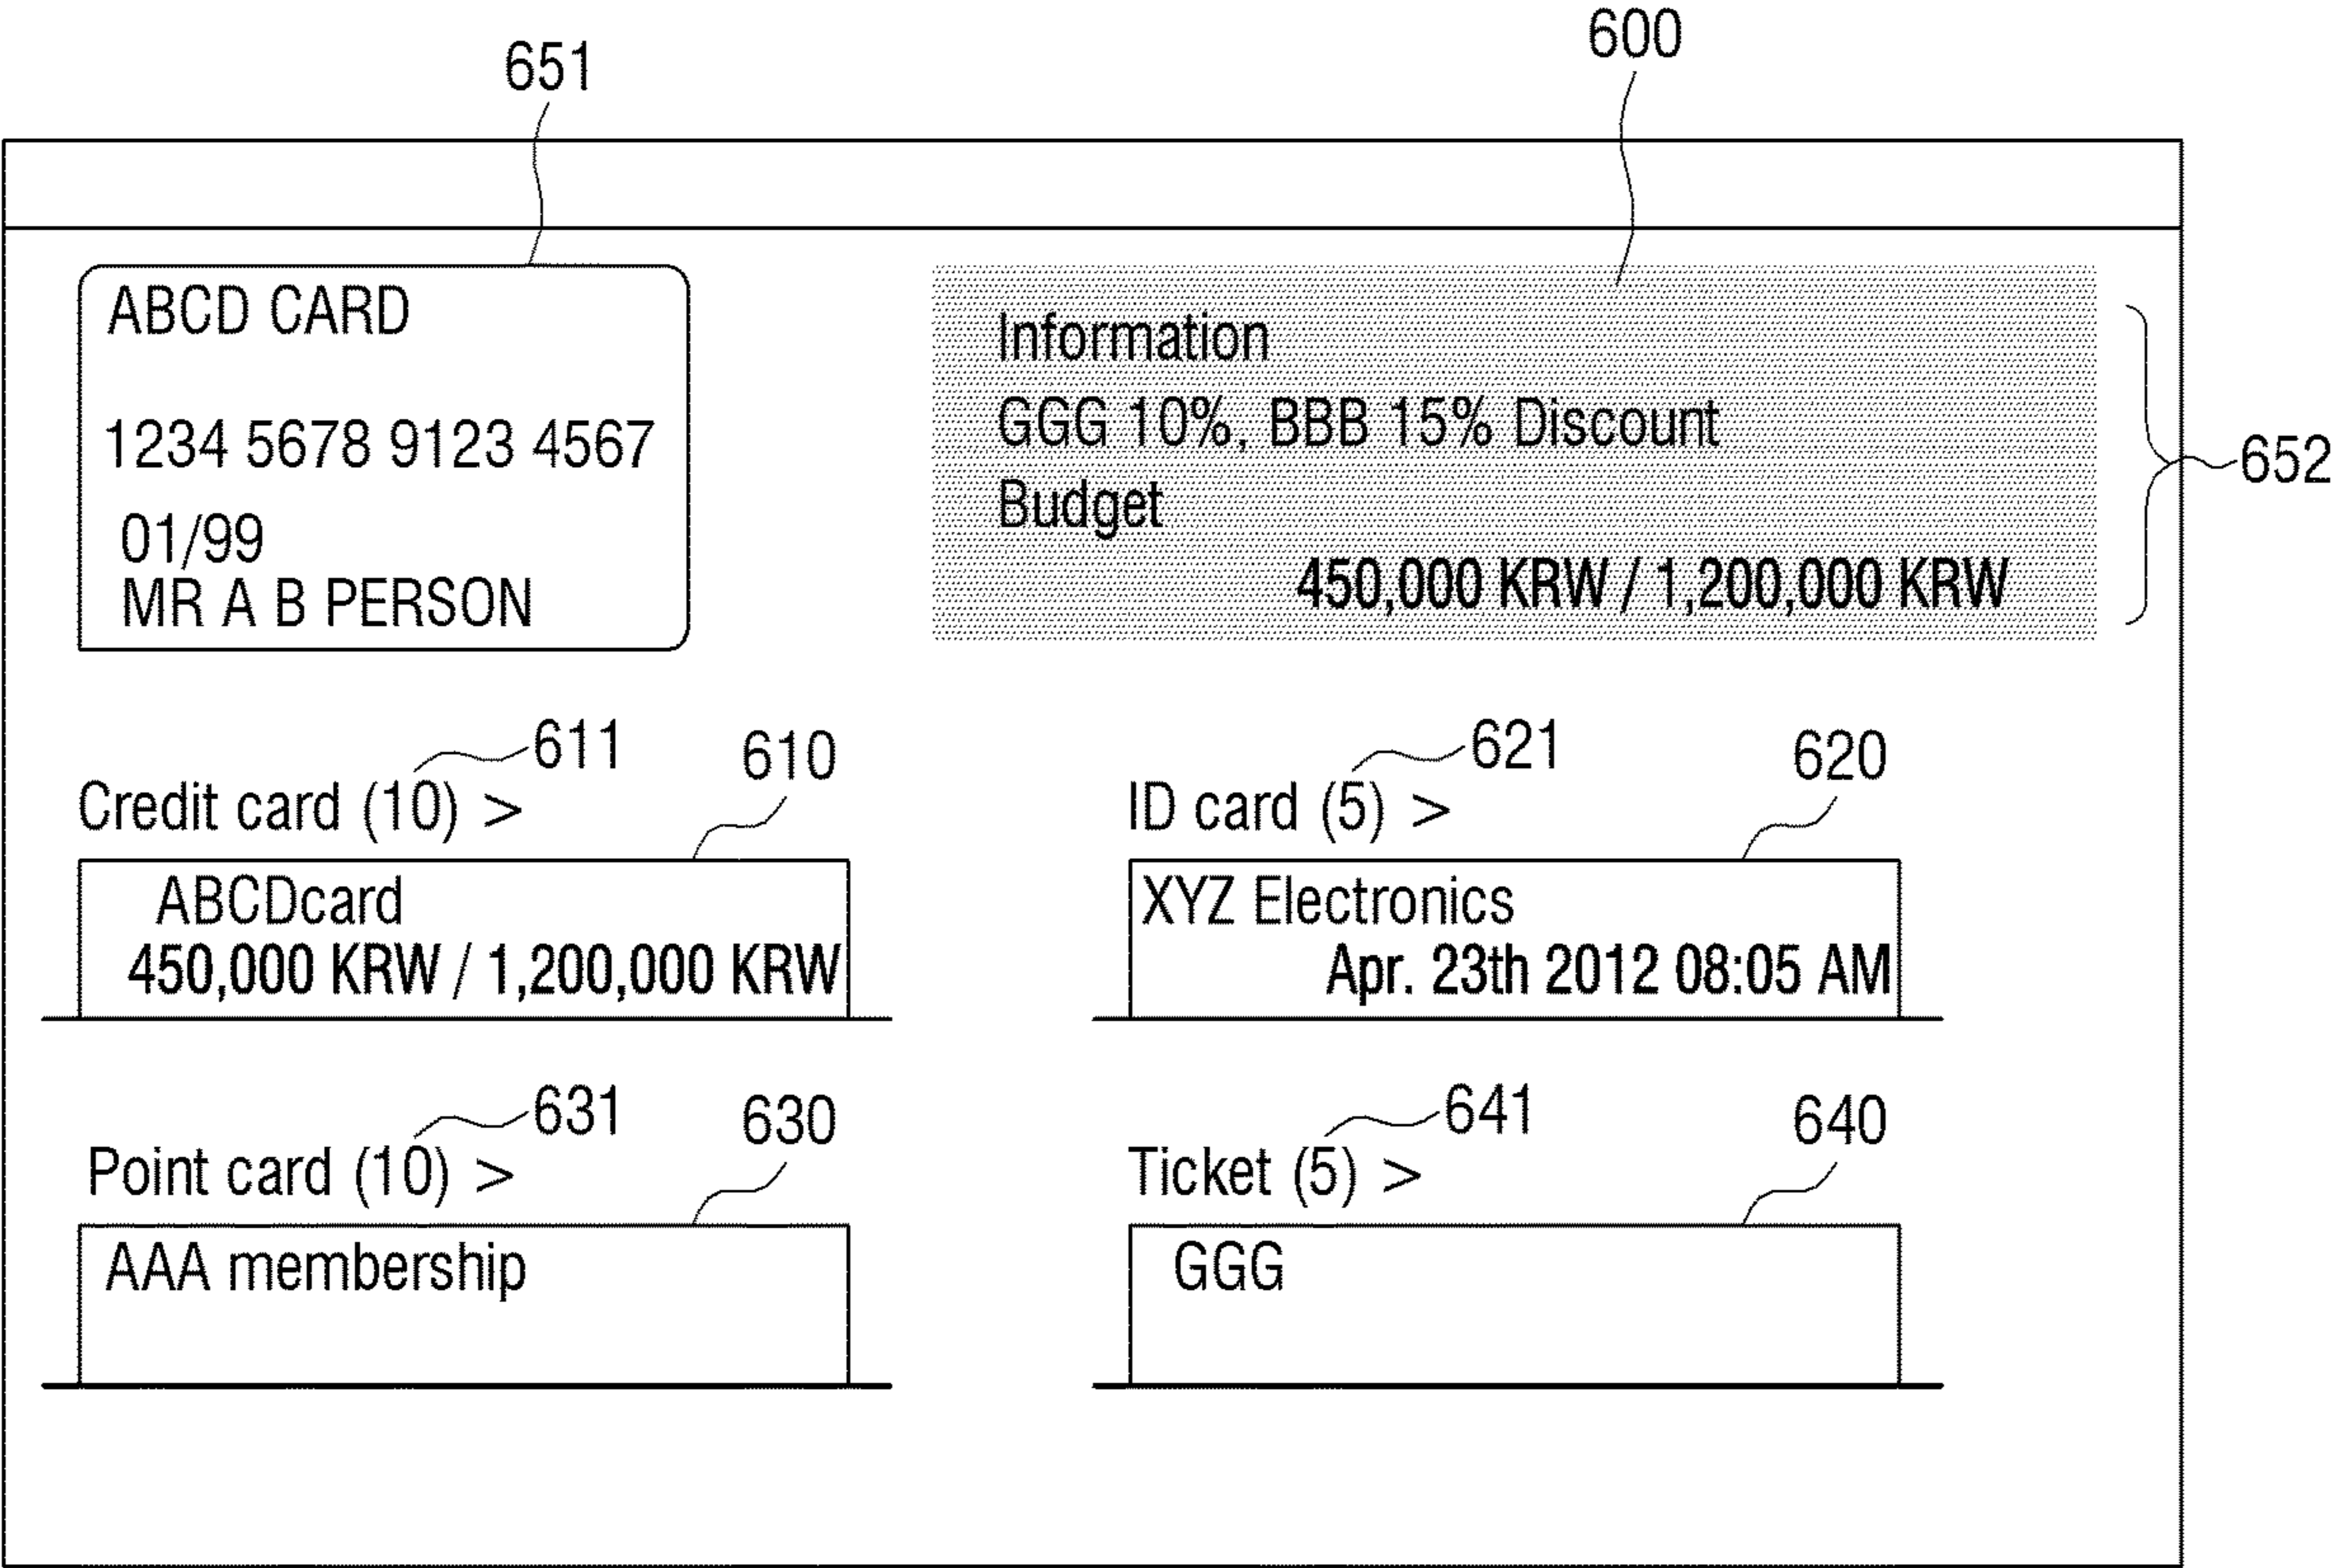 600
651
ABCD CARD
1234 5678 9123 4567
01/99
MR A B PERSON
Information
GGG 10%, BBB 15% Discount
Budget
450,000 KRW / 1,200,000 KRW
652
611
610
Credit card (10) >
ABCDcard
450,000 KRW / 1,200,000 KRW
621
620
ID card (5) >
XYZ Electronics
Apr. 23th 2012 08:05 AM
631
630
Point card (10) >
AAA membership
641
640
Ticket (5) >
GGG